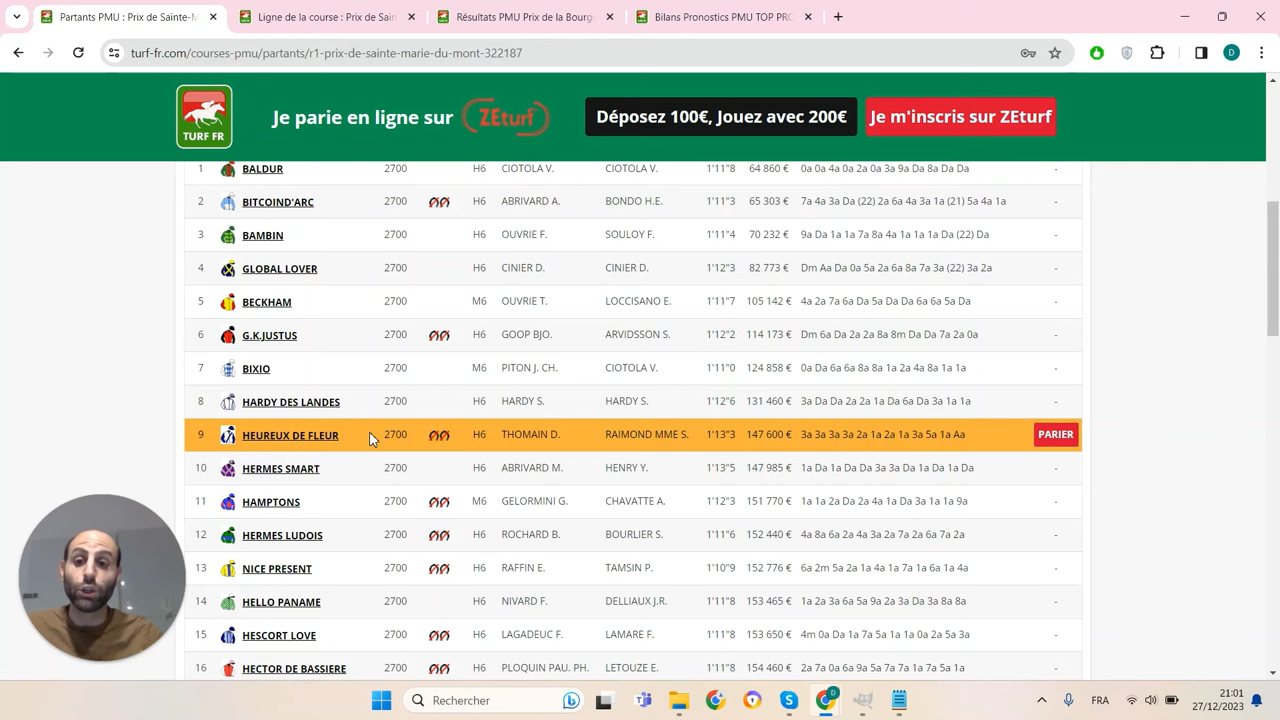 Partants PMU : Prix de Sainte-M
Ligne de la course : Prix de Sain
Résultats PMU Prix de la Bourg
Bilans Pronostics PMU TOP PRO
turf-fr.com/courses-pmu/partants/r1-prix-de-sainte-marie-du-mont-322187
D
TURF FR
Je parie en ligne sur ZEturf
Déposez 100€, Jouez avec 200€
Je m'inscris sur ZEturf
1 BALDUR 2700 H6 CIOTOLA V. CIOTOLA V. 1'11"8 64 860 € 0a 0a 4a 0a 2a 0a 3a 9a Da 8a Da Da -
2 BITCOIND'ARC 2700 H6 ABRIVARD A. BONDO H.E. 1'11"3 65 303 € 7a 4a 3a Da (22) 2a 6a 4a 3a 1a (21) 5a 4a 1a -
3 BAMBIN 2700 H6 OUVRIE F. SOULOY F. 1'11"4 70 232 € 9a Da 1a 1a 7a 8a 4a 1a 1a 1a Da (22) Da -
4 GLOBAL LOVER 2700 H6 CINIER D. CINIER D. 1'12"3 82 773 € Dm Aa Da 0a 5a 2a 6a 8a 7a 3a (22) 3a 2a -
5 BECKHAM 2700 M6 OUVRIE T. LOCCISANO E. 1'11"7 105 142 € 4a 2a 7a 6a Da 5a Da Da 6a 3a 5a Da -
6 G.K.JUSTUS 2700 H6 GOOP BJO. ARVIDSSON S. 1'12"2 114 173 € Dm 6a Da 2a 2a 8a 8m Da Da 7a 2a 0a -
7 BIXIO 2700 M6 PITON J. CH. CIOTOLA V. 1'11"0 124 858 € 0a Da 6a 6a 8a 8a 1a 2a 4a 8a 1a 1a -
8 HARDY DES LANDES 2700 H6 HARDY S. HARDY S. 1'12"6 131 460 € 3a Da Da 2a 2a 1a Da 6a Da 3a 1a 1a -
9 HEUREUX DE FLEUR 2700 H6 THOMAIN D. RAIMOND MME S. 1'13"3 147 600 € 3a 3a 3a 3a 2a 1a 2a 1a 3a 5a 1a Aa PARIER
10 HERMES SMART 2700 H6 ABRIVARD M. HENRY Y. 1'13"5 147 985 € 1a Da 1a Da Da 3a 3a Da 1a Da 1a Da -
11 HAMPTONS 2700 M6 GELORMINI G. CHAVATTE A. 1'12"3 151 770 € 1a 1a 2a Da 2a 4a 1a Da 3a 1a 1a 9a -
12 HERMES LUDOIS 2700 H6 ROCHARD B. BOURLIER S. 1'11"6 152 440 € 4a 8a 6a 2a 4a 3a 2a 7a 2a 6a 7a 2a -
13 NICE PRESENT 2700 H6 RAFFIN E. TAMSIN P. 1'10"9 152 776 € 6a 2m 5a 2a 1a 4a 1a 7a 1a 6a 1a 4a -
14 HELLO PANAME 2700 H6 NIVARD F. DELLIAUX J.R. 1'11"8 153 465 € 1a 2a 3a 6a 5a 9a 2a 3a Da 3a 8a 8a -
15 HESCORT LOVE 2700 H6 LAGADEUC F. LAMARE F. 1'11"8 153 650 € 4m 0a Da 1a 7a 5a 1a 1a 0a 2a 5a 3a -
16 HECTOR DE BASSIERE 2700 H6 PLOQUIN PAU. PH. LETOUZE E. 1'11"8 154 460 € 2a 7a 0a 6a 9a 5a 7a 7a 1a 7a 5a 1a -
Rechercher
FRA
21:01
27/12/2023